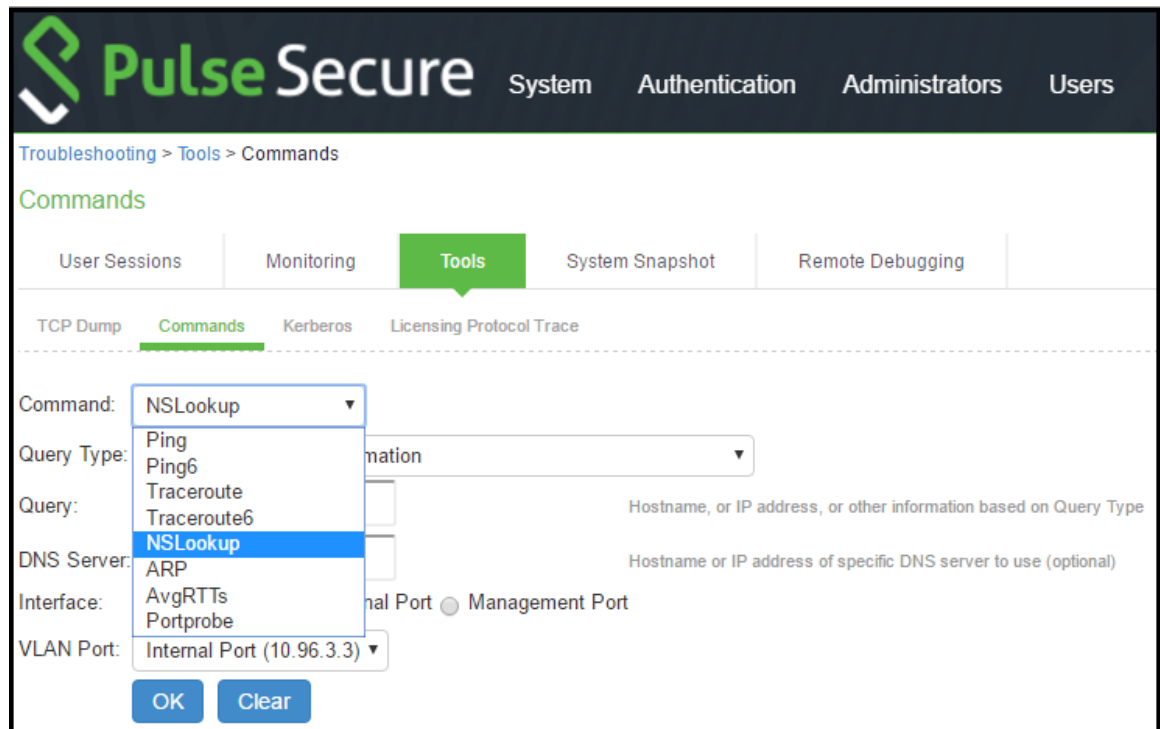 Pulse Secure System Authentication Administrators Users
Troubleshooting > Tools > Commands
Commands
User Sessions Monitoring Tools System Snapshot Remote Debugging
TCP Dump Commands Kerberos Licensing Protocol Trace
Command: NSLookup
Ping
Query Type:
Ping6
Traceroute
Query: Hostname, or IP address, or other information based on Query Type
Traceroute6
NSLookup
DNS Server: Hostname or IP address of specific DNS server to use (optional)
ARP
AvgRTTs
Interface: Port Management Port
Portprobe
VLAN Port: Internal Port (10.96.3.3)
OK Clear